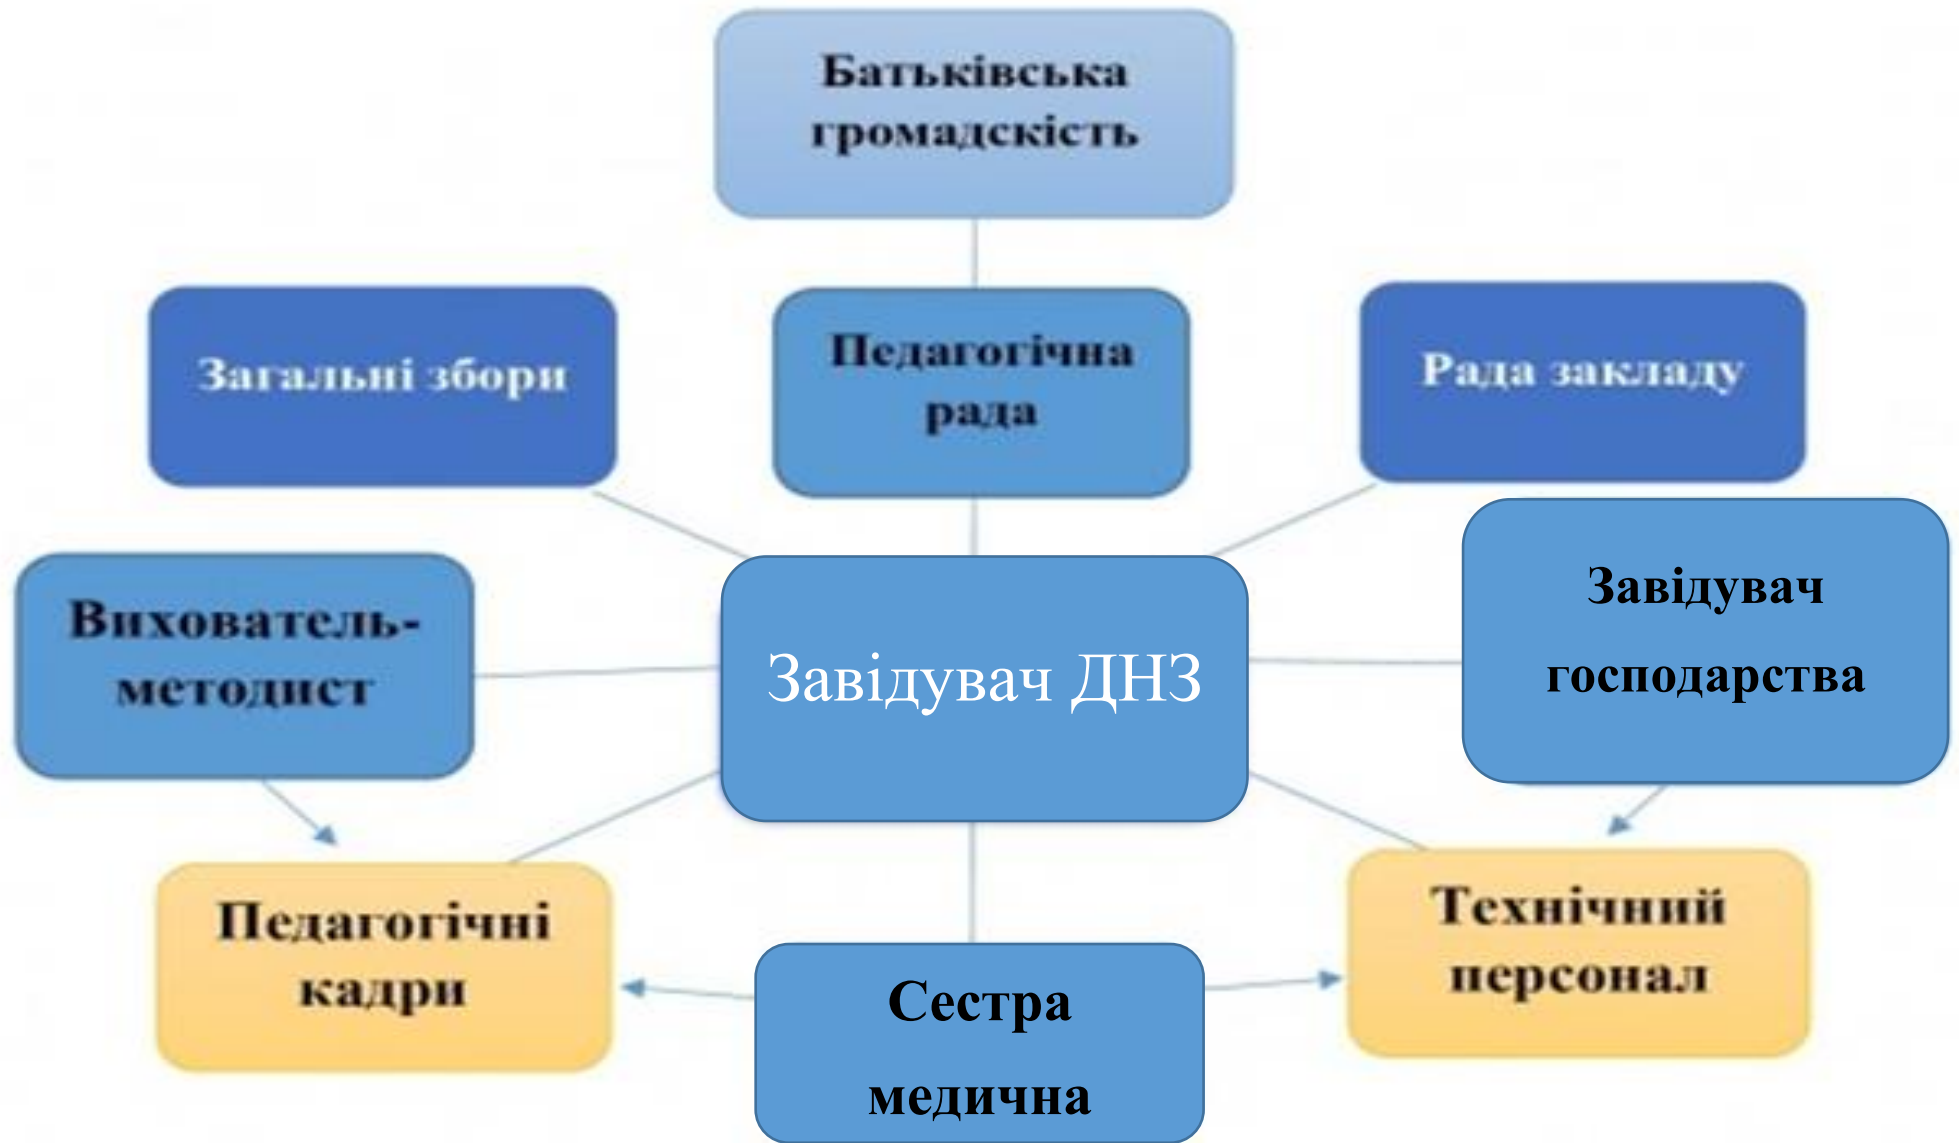 Батьківська
громадскість
Загальні збори
Педагогічна
рада
Рада закладу
Вихователь-
методист
Завідувач ДНЗ
Завідувач
господарства
Педагогічні
кадри
Сестра
медична
Технічний
персонал